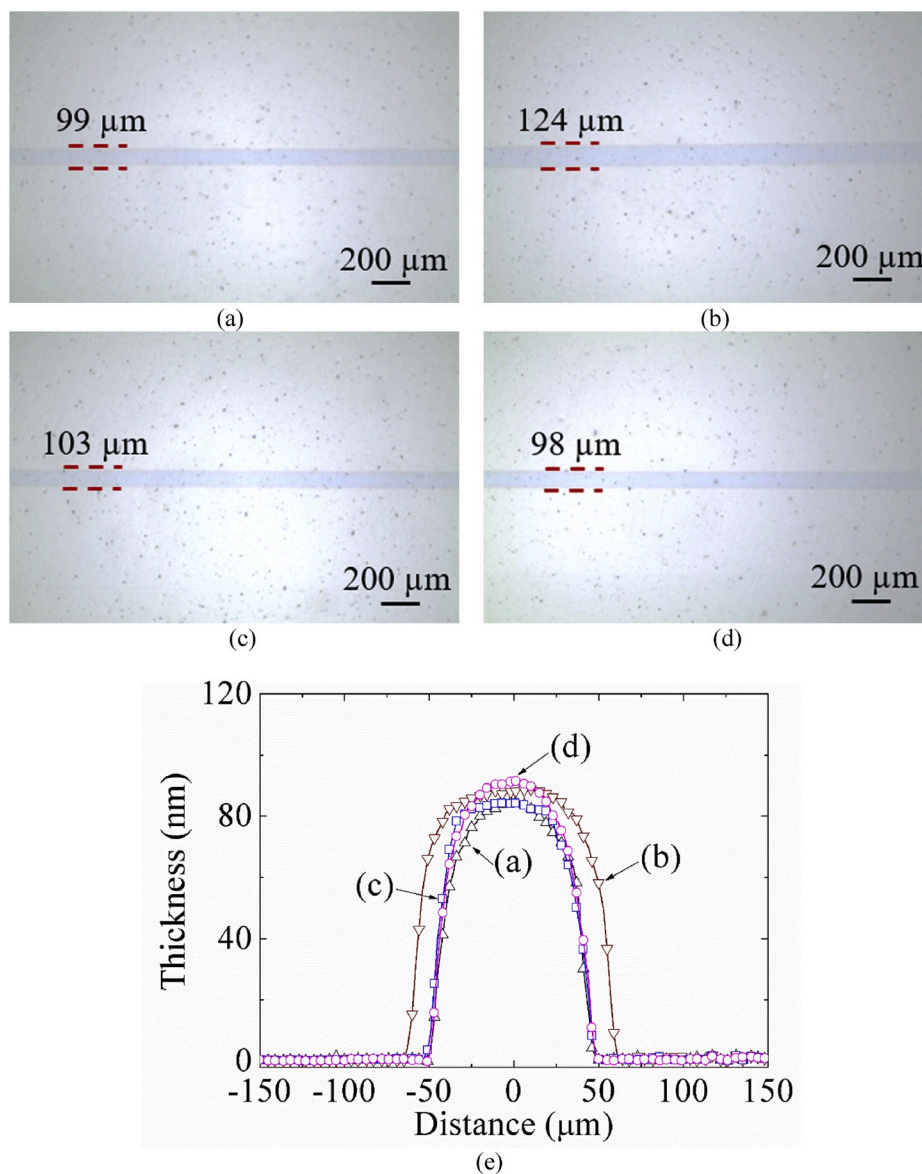 99 µm
124 µm
200 µm
200 µm
(a)
(b)
103 µm
98 µm
200 µm
200 µm
(c)
(d)
120
80
40
0
Thickness (nm)
(d)
(a)
(c)
(b)
-150
-100
-50
0
50
100
150
Distance (µm)
(e)